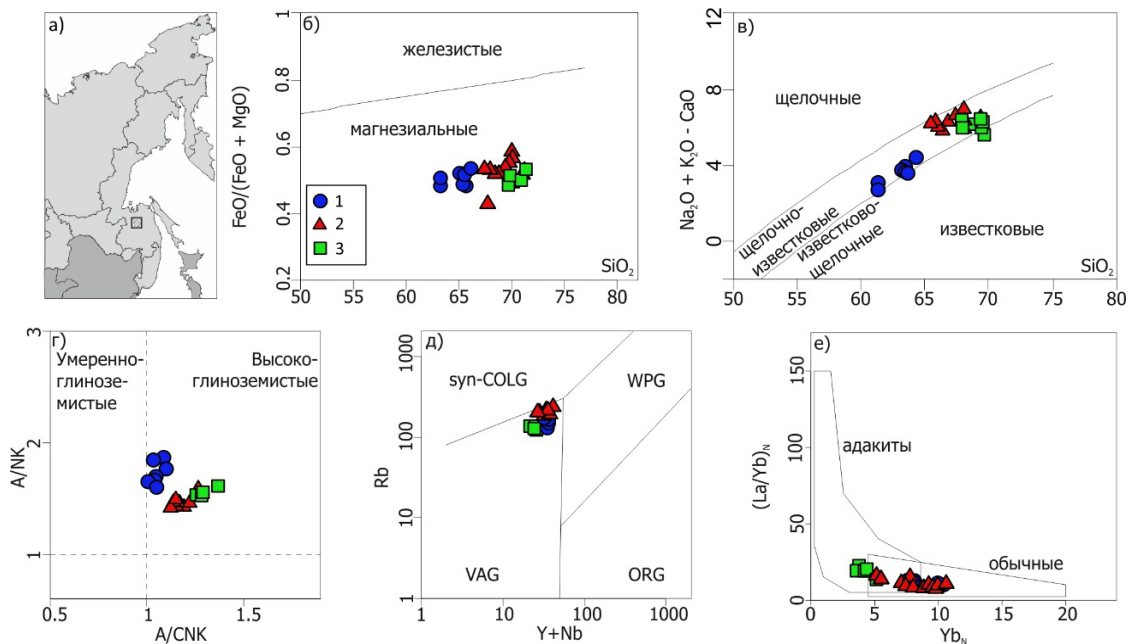 а)
б)
FeO/(FeO + MgO)
1
0.8
0.6
0.4
0.2
железистые
магнезиальные
1
2
3
SiO₂
50
55
60
65
70
75
80
в)
Na₂O + K₂O - CaO
12
8
4
0
щелочные
щелочно-
известковые
известково-
щелочные
известковые
SiO₂
50
55
60
65
70
75
80
г)
A/NK
3
2
1
Умеренно-
глинозе-
мистые
Высоко-
глиноземистые
0.5
1
1.5
A/CNK
д)
Rb
1000
100
10
1
syn-COLG
WPG
VAG
ORG
1
10
100
1000
Y+Nb
е)
(La/Yb)N
150
100
50
0
адакиты
обычные
0
5
10
15
20
YbN